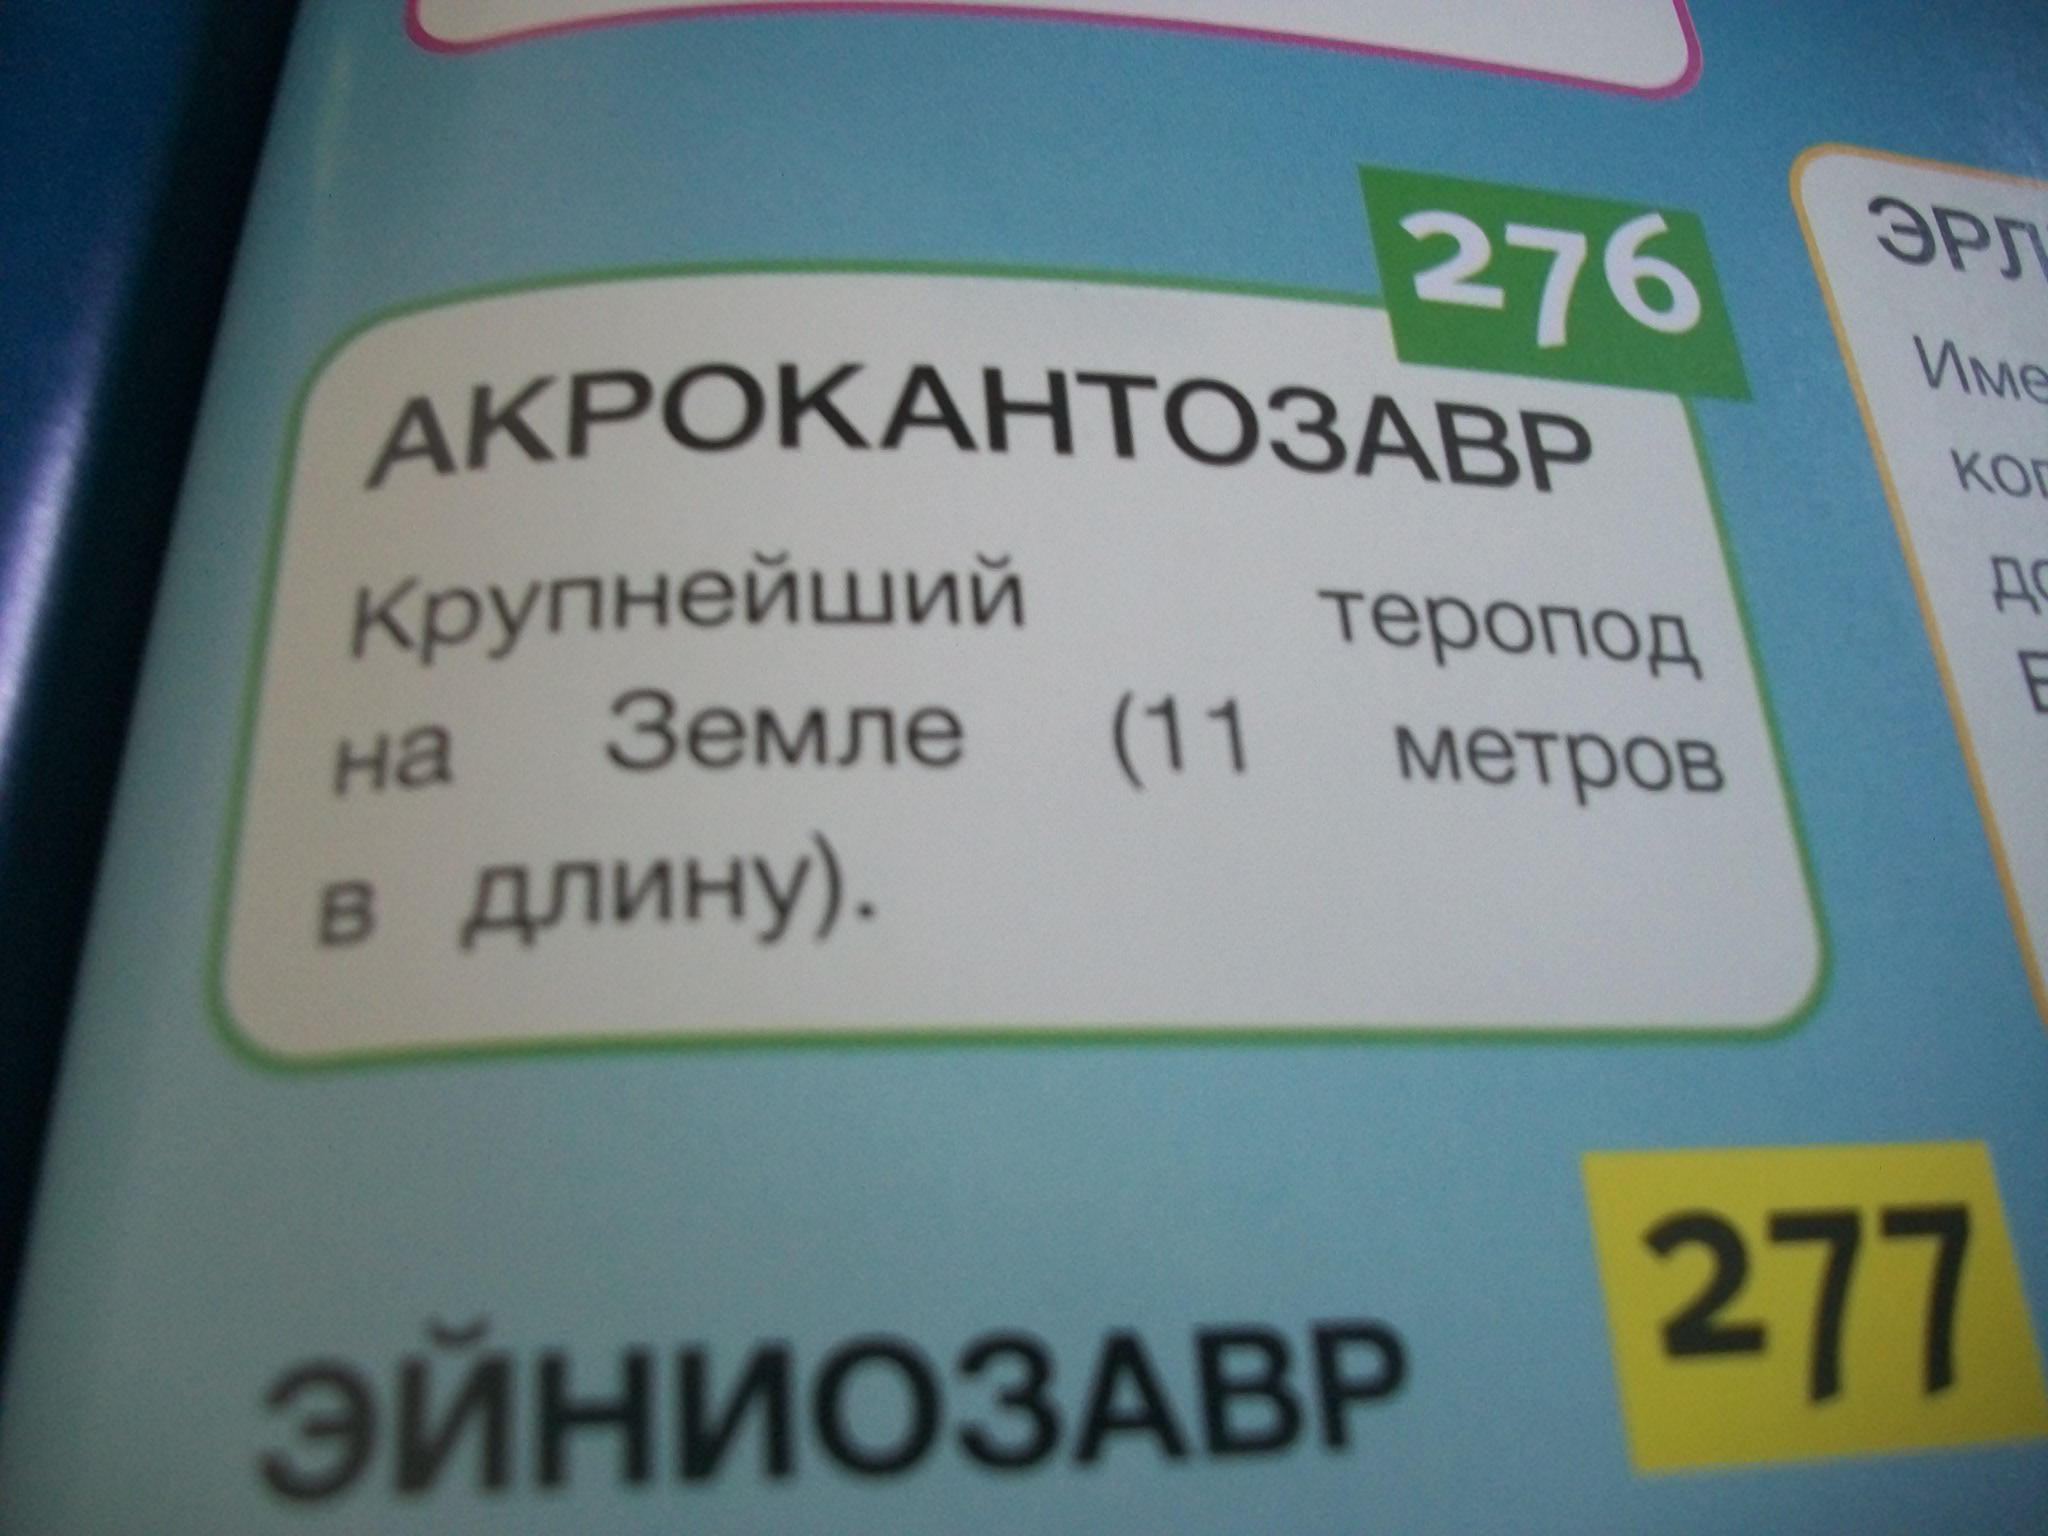 276
АКРОКАНТОЗАВР
Крупнейший теропод
на Земле (11 метров
в длину).
277
ЭЙНИОЗАВР